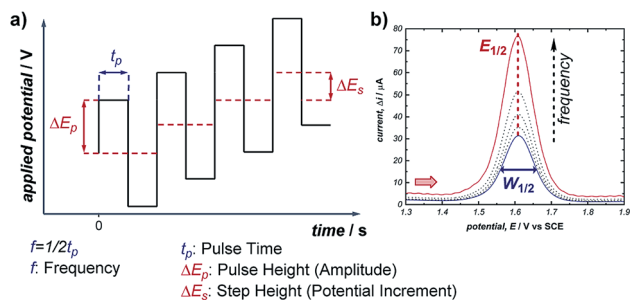 a)
applied potential / V
t_p
ΔE_p
ΔE_s
0
time / s
f=1/2t_p
f: Frequency
t_p: Pulse Time
ΔE_p: Pulse Height (Amplitude)
ΔE_s: Step Height (Potential Increment)
b)
current, Δi / μA
80
70
60
50
40
30
20
10
0
E_1/2
frequency
W_1/2
1.3 1.4 1.5 1.6 1.7 1.8 1.9
potential, E / V vs SCE